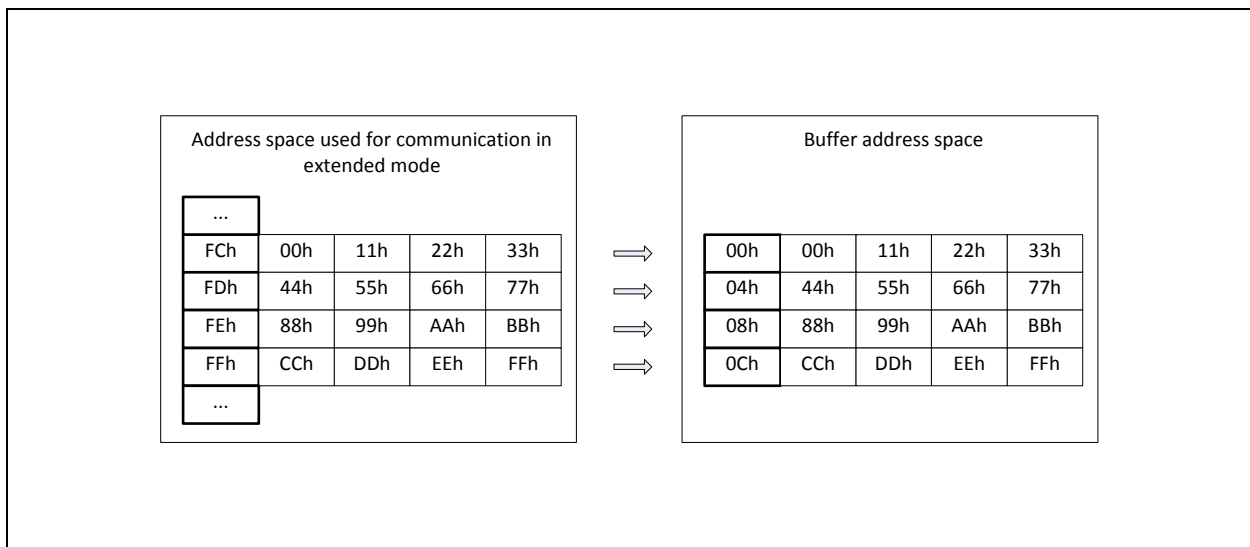 Address space used for communication in
extended mode
...
FCh 00h 11h 22h 33h
FDh 44h 55h 66h 77h
FEh 88h 99h AAh BBh
FFh CCh DDh EEh FFh
...
Buffer address space
00h 00h 11h 22h 33h
04h 44h 55h 66h 77h
08h 88h 99h AAh BBh
0Ch CCh DDh EEh FFh